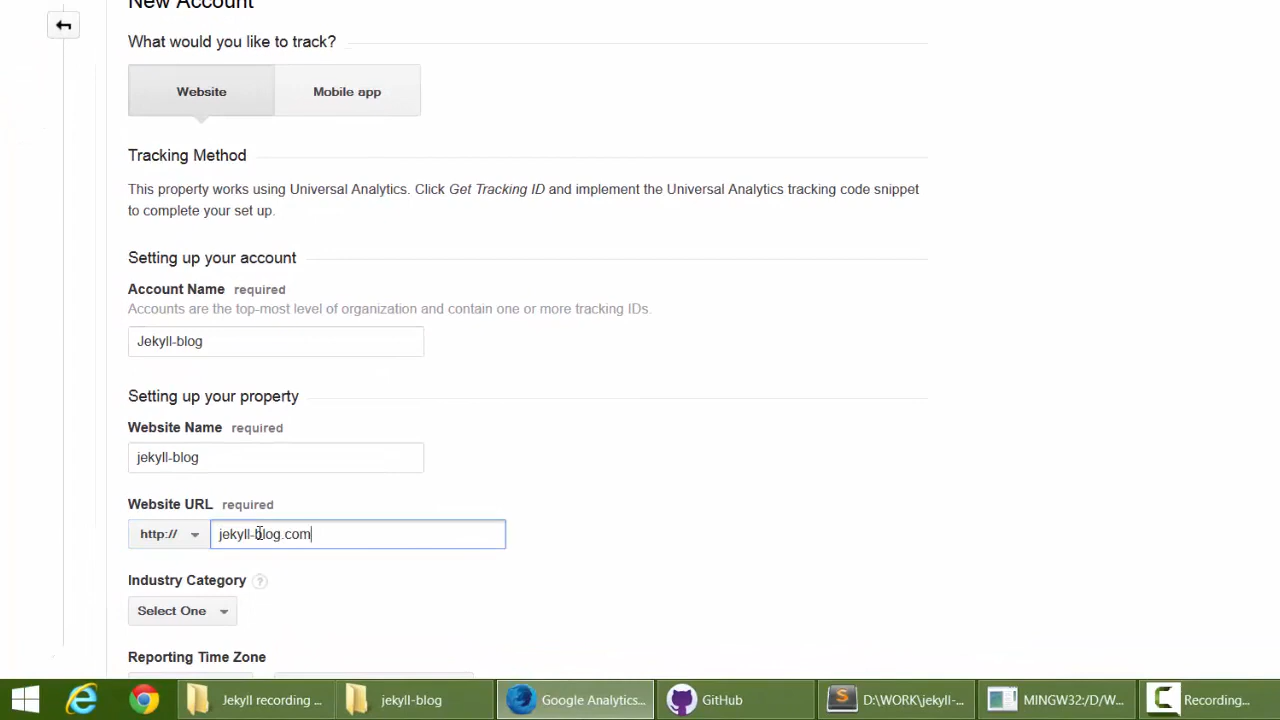 New Account
What would you like to track?
Website
Mobile app
Tracking Method
This property works using Universal Analytics. Click Get Tracking ID and implement the Universal Analytics tracking code snippet
to complete your set up.
Setting up your account
Account Name required
Accounts are the top-most level of organization and contain one or more tracking IDs.
Jekyll-blog
Setting up your property
Website Name required
jekyll-blog
Website URL required
http:// jekyll-blog.com
Industry Category ?
Select One
Reporting Time Zone
Jekyll recording ... jekyll-blog Google Analytics... GitHub D:\WORK\jekyll-... MINGW32:/D/W... Recording...